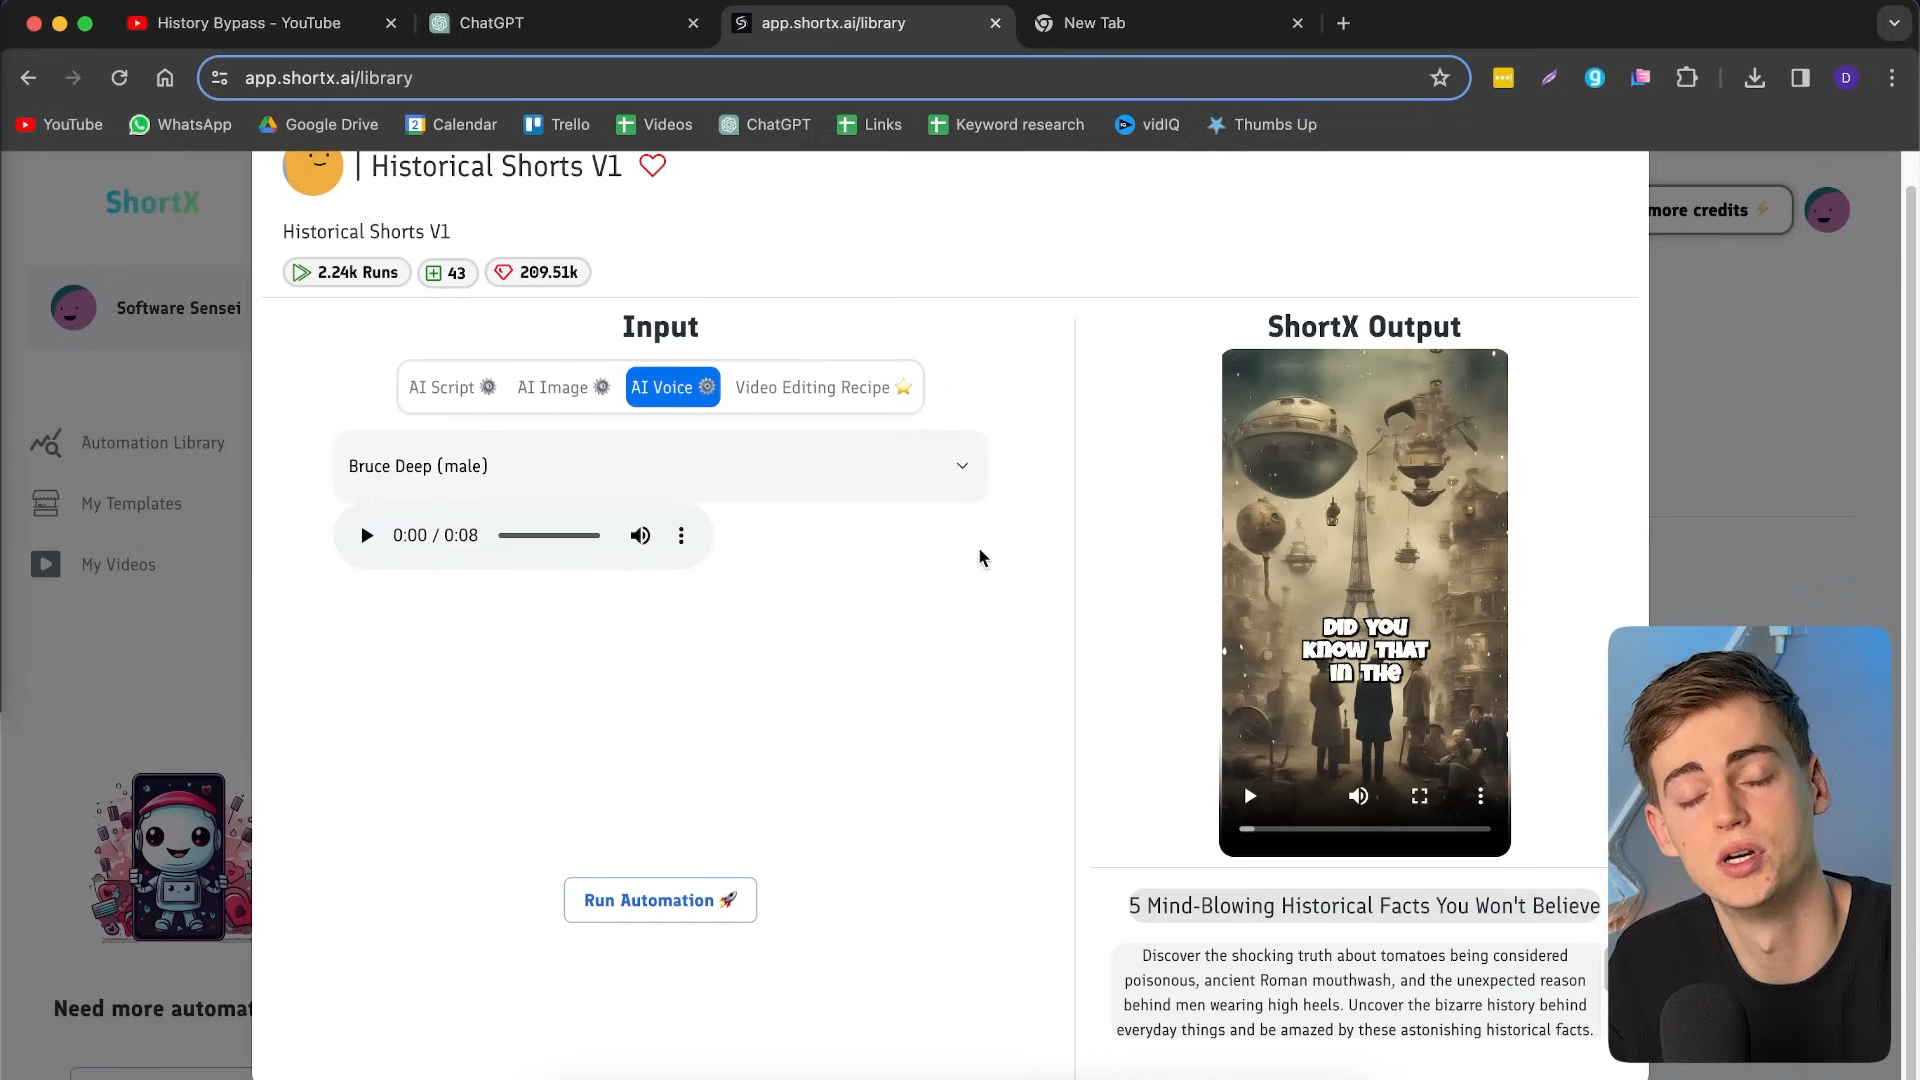 History Bypass - YouTube
ChatGPT
app.shortx.ai/library
New Tab
app.shortx.ai/library
D
YouTube
WhatsApp
Google Drive
Calendar
Trello
Videos
ChatGPT
Links
Keyword research
vidIQ
Thumbs Up
ShortX
| Historical Shorts V1
more credits
Historical Shorts V1
2.24k Runs
43
209.51k
Software Sensei
Automation Library
My Templates
My Videos
Need more automat
Input
AI Script
AI Image
AI Voice
Video Editing Recipe
Bruce Deep (male)
0:00 / 0:08
Run Automation
ShortX Output
DID YOU
KNOW THAT
IN THE
5 Mind-Blowing Historical Facts You Won't Believe
Discover the shocking truth about tomatoes being considered
poisonous, ancient Roman mouthwash, and the unexpected reason
behind men wearing high heels. Uncover the bizarre history behind
everyday things and be amazed by these astonishing historical facts.